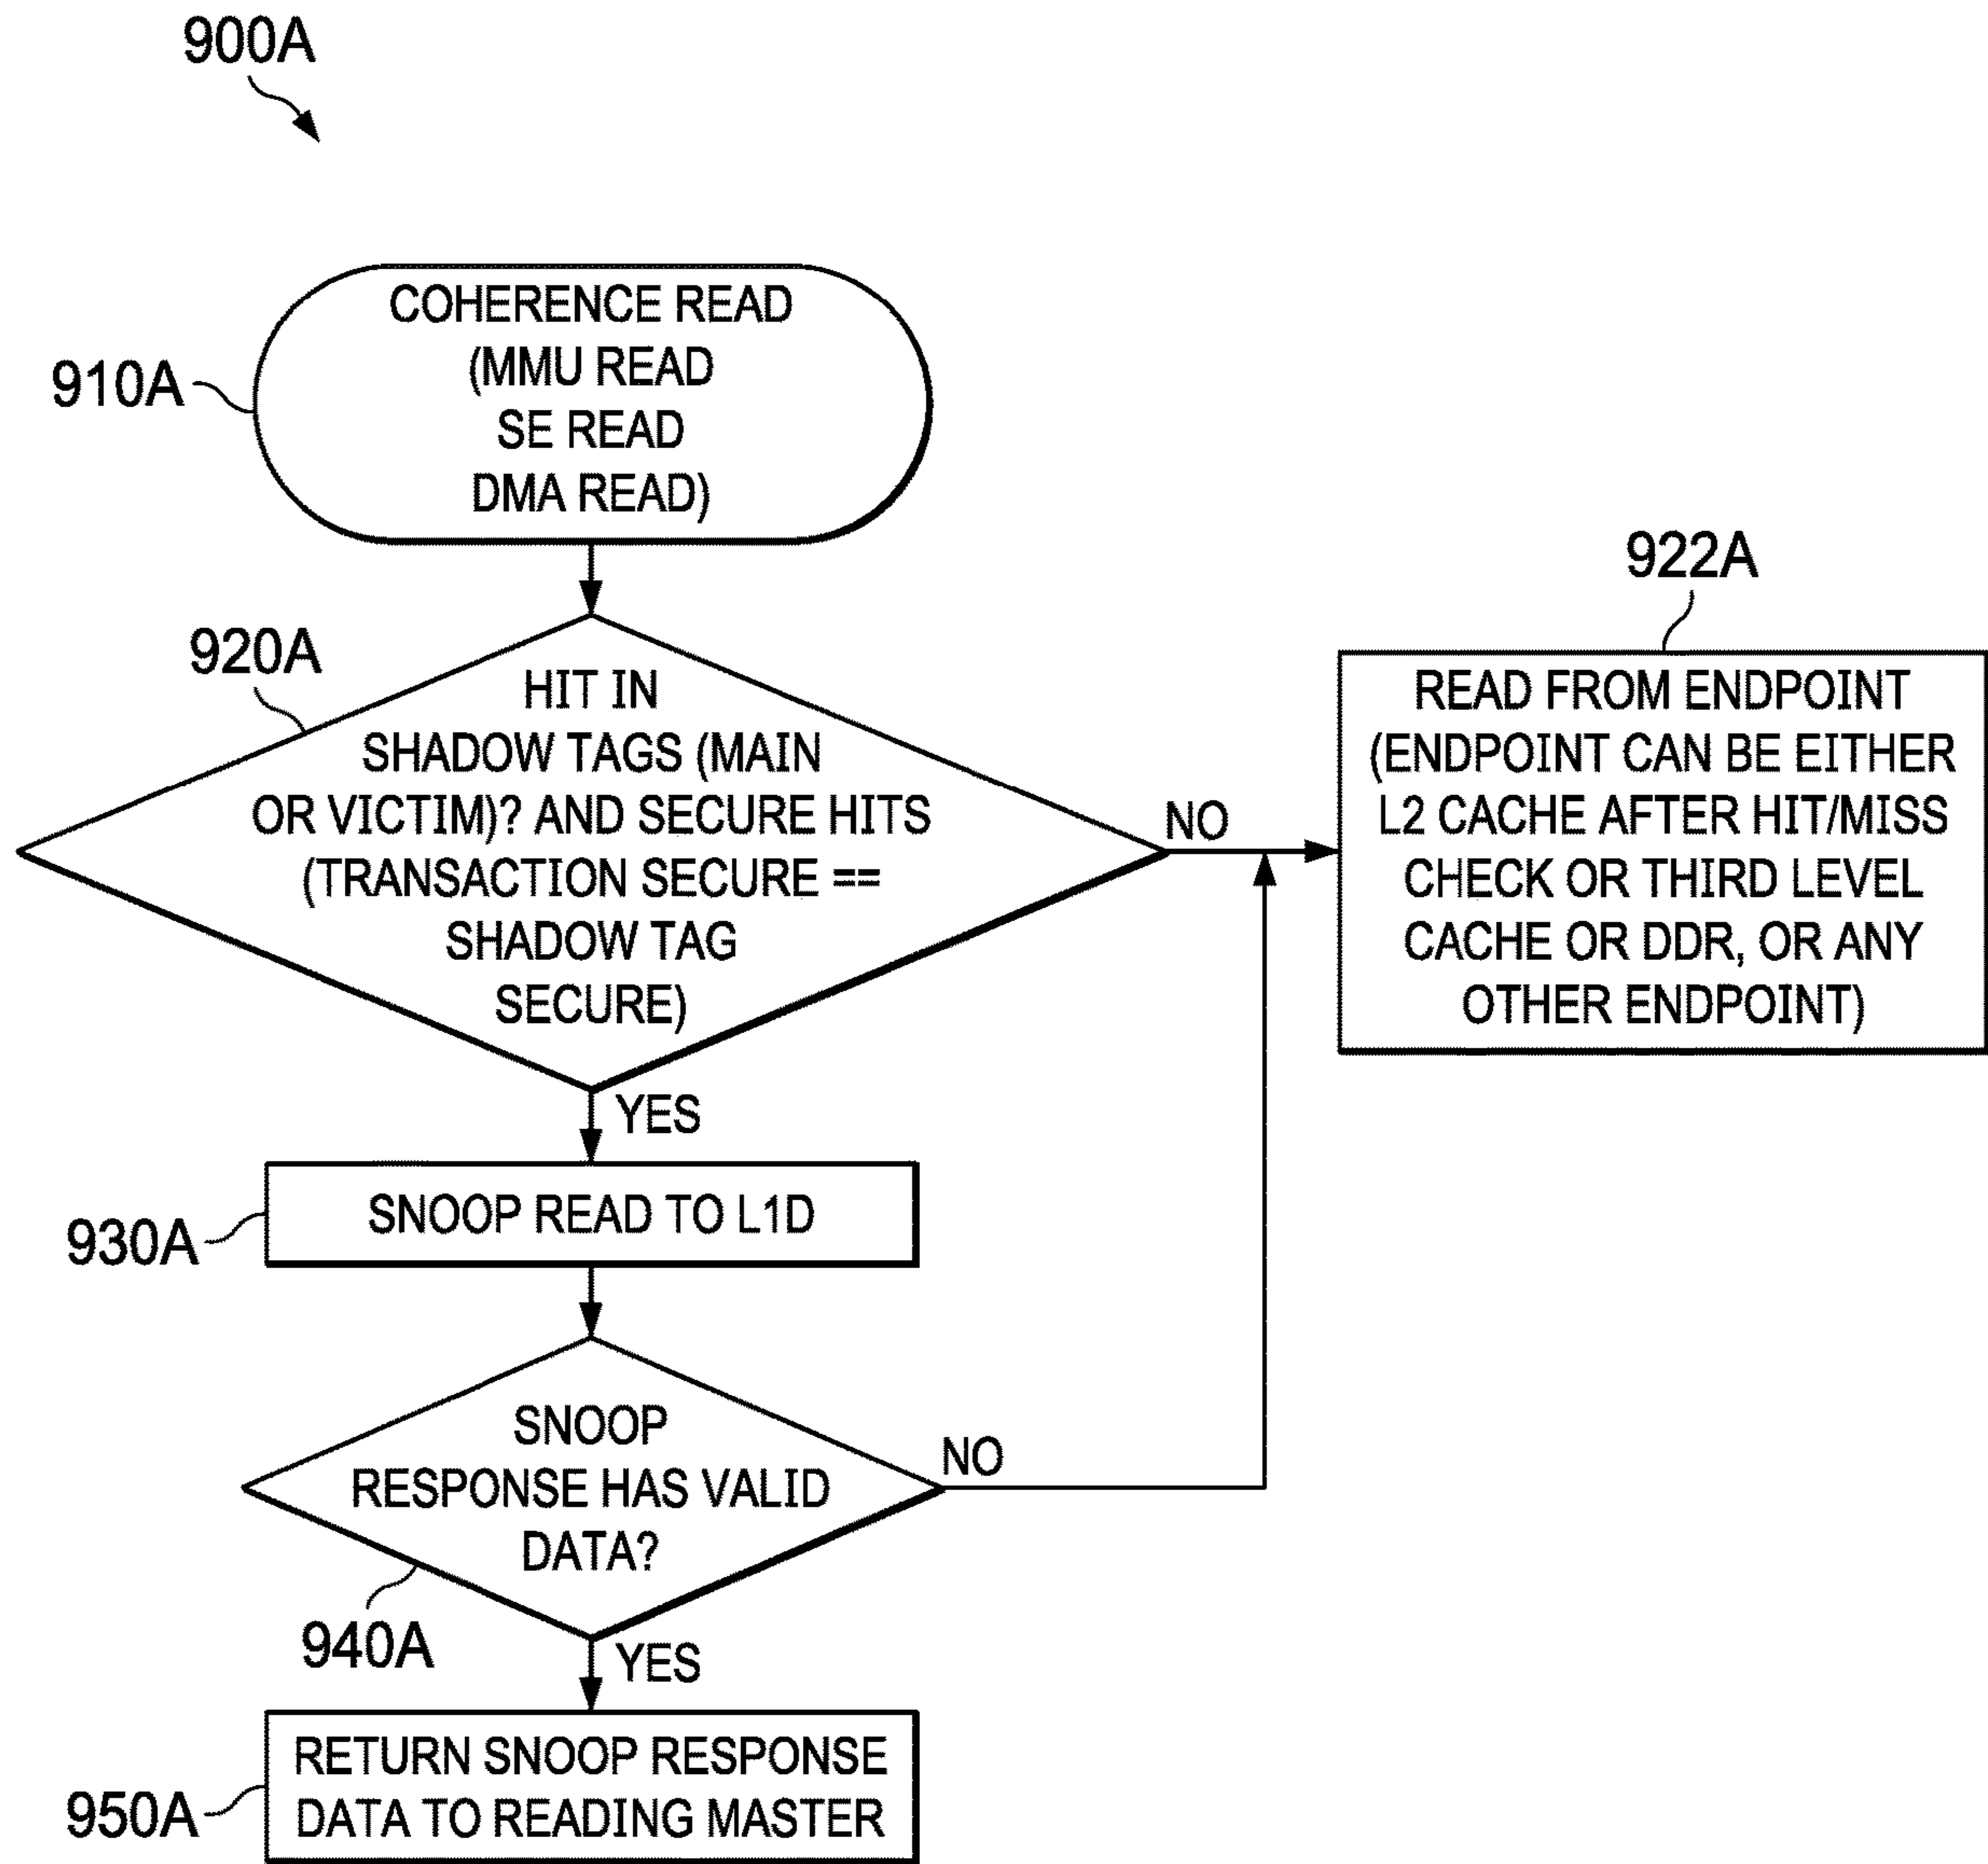 900A
910A
COHERENCE READ
(MMU READ
SE READ
DMA READ)
920A
HIT IN
SHADOW TAGS (MAIN
OR VICTIM)? AND SECURE HITS
(TRANSACTION SECURE ==
SHADOW TAG
SECURE)
NO
922A
READ FROM ENDPOINT
(ENDPOINT CAN BE EITHER
L2 CACHE AFTER HIT/MISS
CHECK OR THIRD LEVEL
CACHE OR DDR, OR ANY
OTHER ENDPOINT)
YES
930A
SNOOP READ TO L1D
SNOOP
RESPONSE HAS VALID
DATA?
NO
940A
YES
950A
RETURN SNOOP RESPONSE
DATA TO READING MASTER